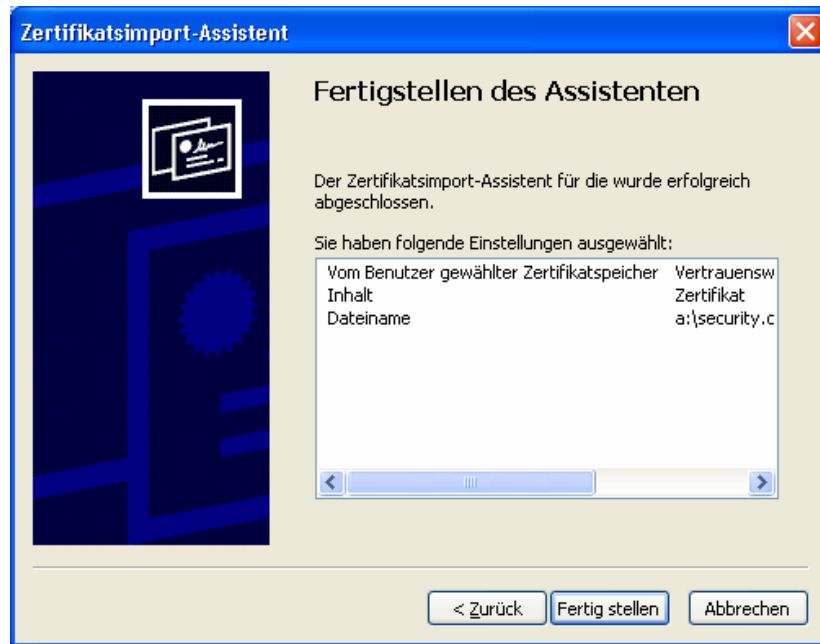 Zertifikatsimport-Assistent
Fertigstellen des Assistenten
Der Zertifikatsimport-Assistent für die wurde erfolgreich
abgeschlossen.
Sie haben folgende Einstellungen ausgewählt:
Vom Benutzer gewählter Zertifikatspeicher Vertrauensw
Inhalt Zertifikat
Dateiname a:\security.c
< Zurück Fertig stellen Abbrechen